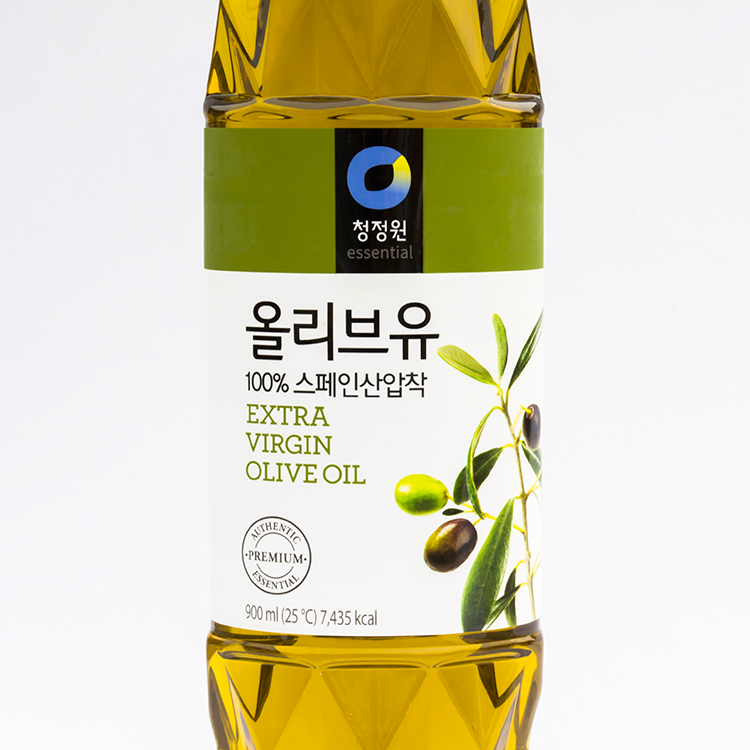 청정원
essential
올리브유
100% 스페인산압착
EXTRA
VIRGIN
OLIVE OIL
AUTHENTIC
·PREMIUM·
ESSENTIAL
900 ml (25 °C) 7,435 kcal